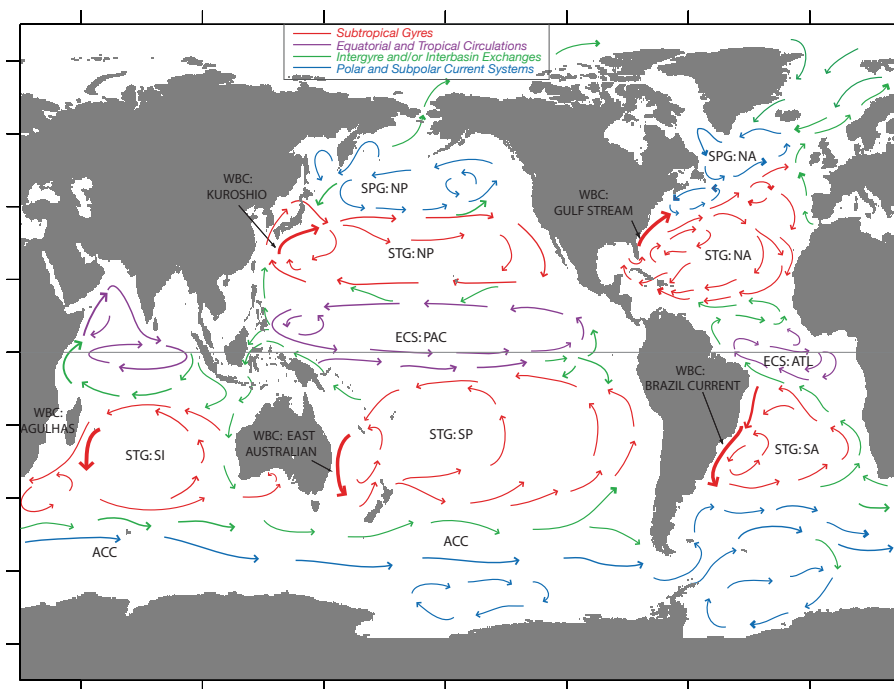 Subtropical Gyres
Equatorial and Tropical Circulations
Intergyre and/or Interbasin Exchanges
Polar and Subpolar Current Systems
SPG: NA
WBC:
KUROSHIO
SPG: NP
WBC:
GULF STREAM
STG: NP
STG: NA
ECS: PAC
ECS: ATL
WBC:
BRAZIL CURRENT
WBC:
AGULHAS
WBC: EAST
AUSTRALIAN
STG: SP
STG: SI
STG: SA
ACC
ACC